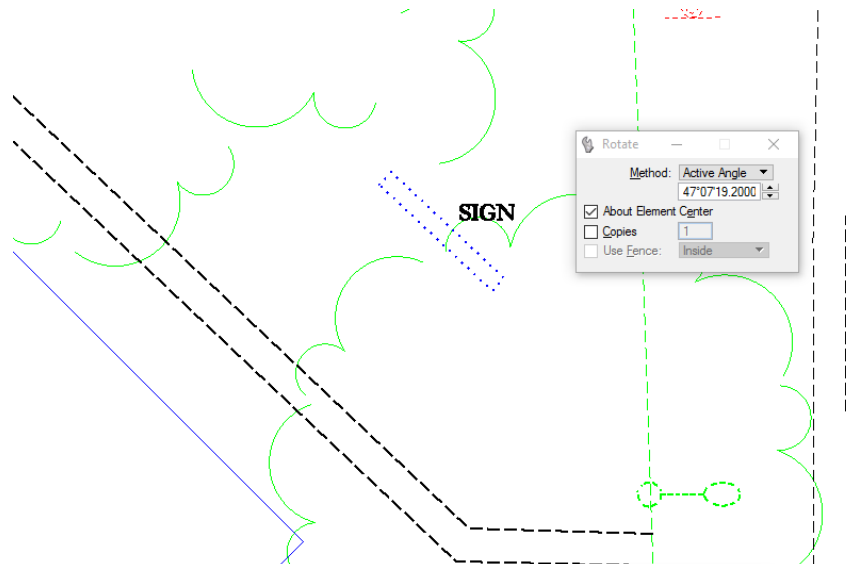 Rotate
Method: Active Angle
47°07'19.2000
SIGN
About Element Center
Copies 1
Use Fence: Inside